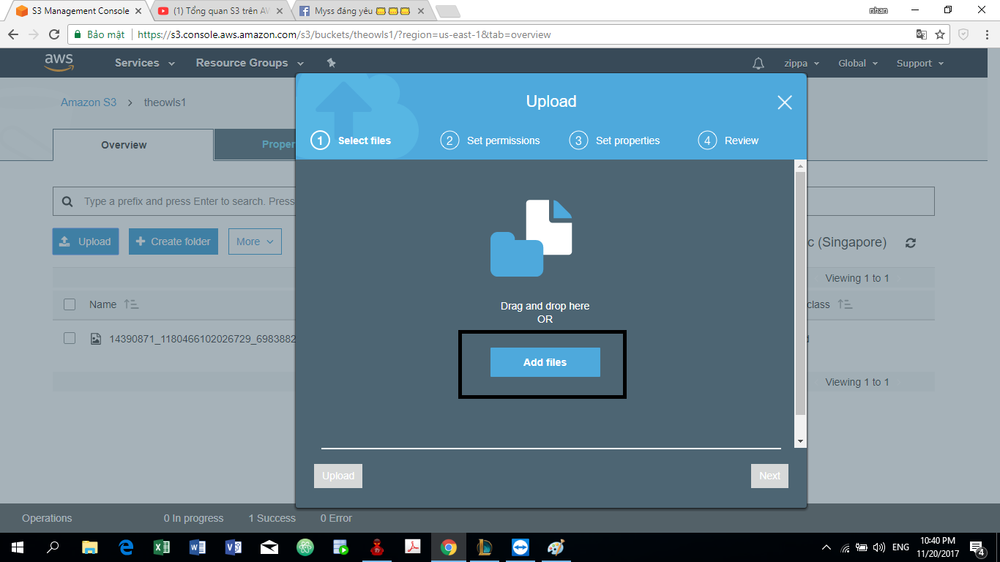 S3 Management Console
(1) Tổng quan S3 trên AW
Myss đáng yêu
nhan
Bảo mật
https://s3.console.aws.amazon.com/s3/buckets/theowls1/?region=us-east-1&tab=overview
aws
Services
Resource Groups
zippa
Global
Support
Amazon S3 > theowls1
Upload
1 Select files
2 Set permissions
3 Set properties
4 Review
Overview
Proper
Type a prefix and press Enter to search. Press
Upload
Create folder
More
c (Singapore)
Viewing 1 to 1
Name
class
14390871_1180466102026729_6983882
d
Viewing 1 to 1
Drag and drop here
OR
Add files
Upload
Next
Operations
0 In progress
1 Success
0 Error
ENG
10:40 PM
11/20/2017
4